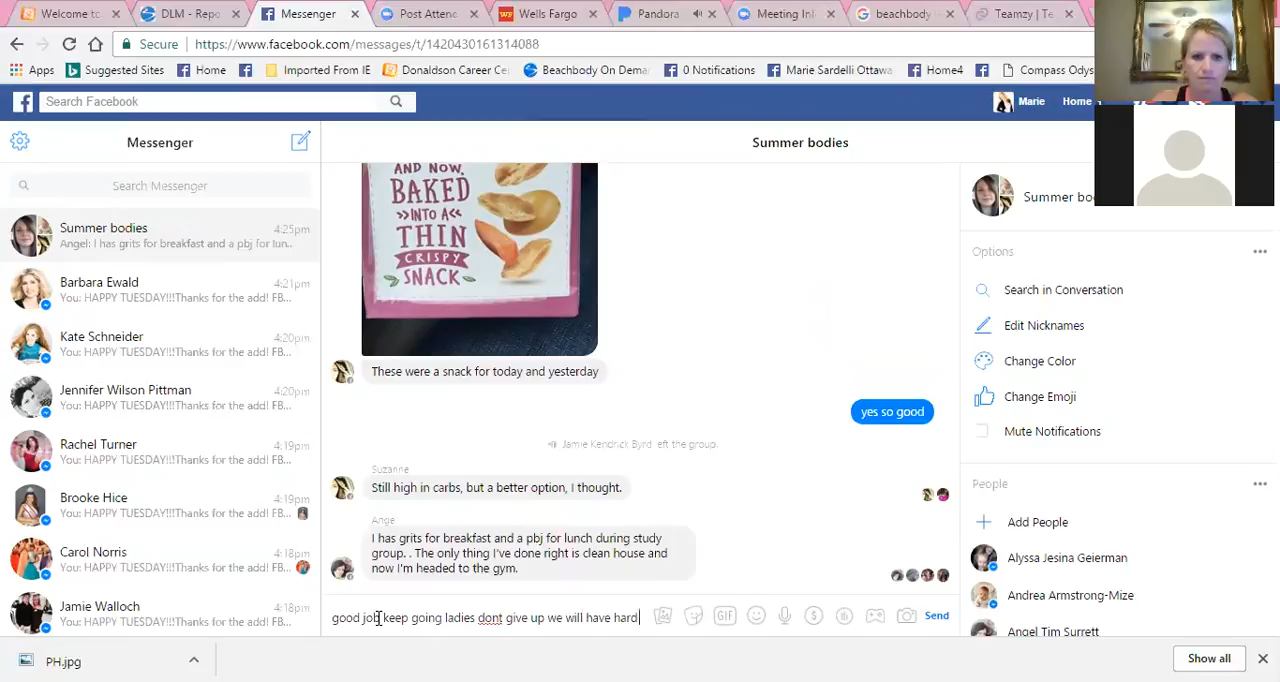 Welcome to
DLM - Repo
Messenger
Post Attend
Wells Fargo
Pandora
Meeting In
beachbody
Teamzy | Te
Secure
https://www.facebook.com/messages/t/1420430161314088
Apps
Suggested Sites
Home
Imported From IE
Donaldson Career Ce
Beachbody On Dema
0 Notifications
Marie Sardelli Ottawa
Home4
Compass Odys
Search Facebook
Marie
Home
Messenger
Summer bodies
Search Messenger
Summer bodies
4:25pm
Angel: I has grits for breakfast and a pbj for lun..
Barbara Ewald
4:21pm
You: HAPPY TUESDAY!!!Thanks for the add! FB...
Kate Schneider
4:20pm
You: HAPPY TUESDAY!!!Thanks for the add! FB...
Jennifer Wilson Pittman
4:20pm
You: HAPPY TUESDAY!!!Thanks for the add! FB...
Rachel Turner
4:19pm
You: HAPPY TUESDAY!!!Thanks for the add! FB...
Brooke Hice
4:19pm
You: HAPPY TUESDAY!!!Thanks for the add! FB...
Carol Norris
4:18pm
You: HAPPY TUESDAY!!!Thanks for the add! FB...
Jamie Walloch
4:18pm
You: HAPPY TUESDAY!!!Thanks for the add! FB...
AND NOW,
BAKED
»INTO A«
THIN
CRISPY
SNACK
These were a snack for today and yesterday
yes so good
Jamie Kendrick Byrd left the group.
Suzanne
Still high in carbs, but a better option, I thought.
Angel
I has grits for breakfast and a pbj for lunch during study
group. . The only thing I've done right is clean house and
now I'm headed to the gym.
good job keep going ladies dont give up we will have hard
GIF
Send
Summer bo
Options
Search in Conversation
Edit Nicknames
Change Color
Change Emoji
Mute Notifications
People
Add People
Alyssa Jesina Geierman
Andrea Armstrong-Mize
Angel Tim Surrett
PH.jpg
Show all